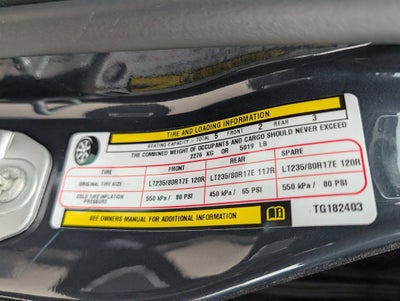 TIRE AND LOADING INFORMATION
SEATING CAPACITY - TOTAL 5 FRONT 2 REAR 3
THE COMBINED WEIGHT OF OCCUPANTS AND CARGO SHOULD NEVER EXCEED
2276 KG OR 5019 LB
TIRE FRONT REAR SPARE
ORIGINAL TIRE SIZE LT235/80R17E 120R LT235/80R17E 117R LT235/80R17E 120R
COLD TIRE INFLATION PRESSURE 550 kPa / 80 PSI 450 kPa / 65 PSI 550 kPa / 80 PSI
SEE OWNERS MANUAL FOR ADDITIONAL INFORMATION
TG182403